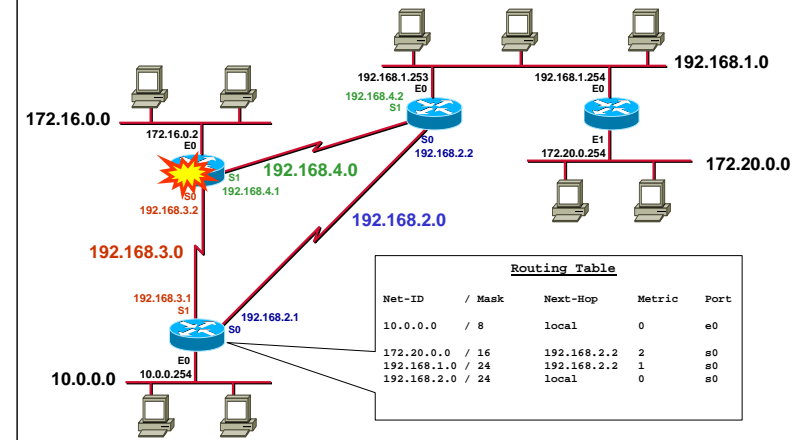 192.168.1.0
192.168.1.253
E0
192.168.1.254
E0
192.168.4.2
S1
172.16.0.0
172.16.0.2
E0
S0
192.168.2.2
E1
172.20.0.254
172.20.0.0
S1
192.168.4.1
192.168.4.0
S0
192.168.3.2
192.168.2.0
192.168.3.0
192.168.3.1
S1
192.168.2.1
S0
E0
10.0.0.254
10.0.0.0
Routing Table
Net-ID / Mask Next-Hop Metric Port
10.0.0.0 / 8 local 0 e0
172.20.0.0 / 16 192.168.2.2 2 s0
192.168.1.0 / 24 192.168.2.2 1 s0
192.168.2.0 / 24 local 0 s0